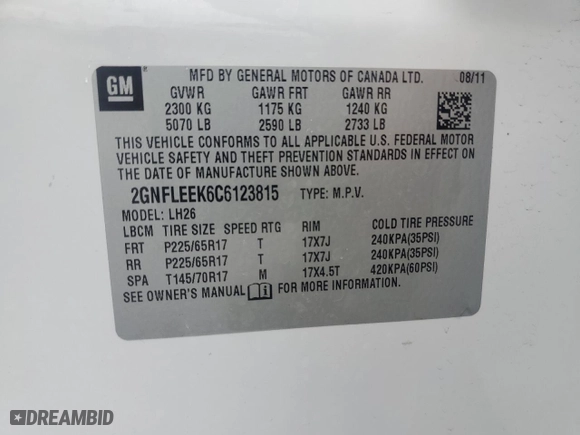 GM
MFD BY GENERAL MOTORS OF CANADA LTD. 08/11
GVWR GAWR FRT GAWR RR
2300 KG 1175 KG 1240 KG
5070 LB 2590 LB 2733 LB
THIS VEHICLE CONFORMS TO ALL APPLICABLE U.S. FEDERAL MOTOR
VEHICLE SAFETY AND THEFT PREVENTION STANDARDS IN EFFECT ON
THE DATE OF MANUFACTURE SHOWN ABOVE.
2GNFLEEK6C6123815 TYPE: M.P.V.
MODEL: LH26
LBCM TIRE SIZE SPEED RTG RIM COLD TIRE PRESSURE
FRT P225/65R17 T 17X7J 240KPA(35PSI)
RR P225/65R17 T 17X7J 240KPA(35PSI)
SPA T145/70R17 M 17X4.5T 420KPA(60PSI)
SEE OWNER'S MANUAL FOR MORE INFORMATION
DREAMBID